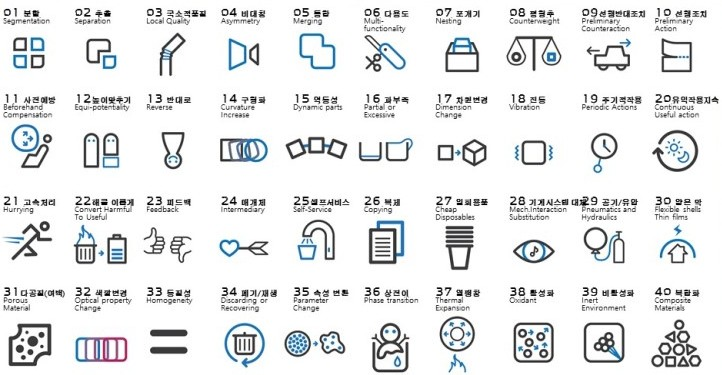 01 분할
Segmentation
02 추출
Separation
03 국소적품질
Local Quality
04 비대칭
Asymmetry
05 통합
Merging
06 다용도
Multi-
functionality
07 포개기
Nesting
08 평형추
Counterweight
09 선행반대조치
Preliminary
Counteraction
10 선행조치
Preliminary
Action
11 사전예방
Beforehand
Compensation
12 높이맞추기
Equi-potentiality
13 반대로
Reverse
14 구형화
Curvature
Increase
15 역동성
Dynamic parts
16 과부족
Partial or
Excessive
17 차원변경
Dimension
Change
18 진동
Vibration
19 주기적작용
Periodic Actions
20 유익작용지속
Continuous
Useful action
21 고속처리
Hurrying
22 해를 이롭게
Convert Harmful
To Useful
23 피드백
Feedback
24 매개체
Intermediary
25 셀프서비스
Self-Service
26 복제
Copying
27 일회용품
Cheap
Disposables
28 기계시스템 대체
Mech.Interaction
Substitution
29 공기/유압
Pneumatics and
Hydraulics
30 얇은 막
Flexible shells
Thin films
31 다공질(여백)
Porous
Material
32 색깔변경
Optical property
Change
33 동질성
Homogeneity
34 폐기/재생
Discarding or
Recovering
35 속성 변환
Parameter
Change
36 상전이
Phase transition
37 열팽창
Thermal
Expansion
38 활성화
Oxidant
39 비활성화
Inert
Environment
40 복합화
Composite
Materials